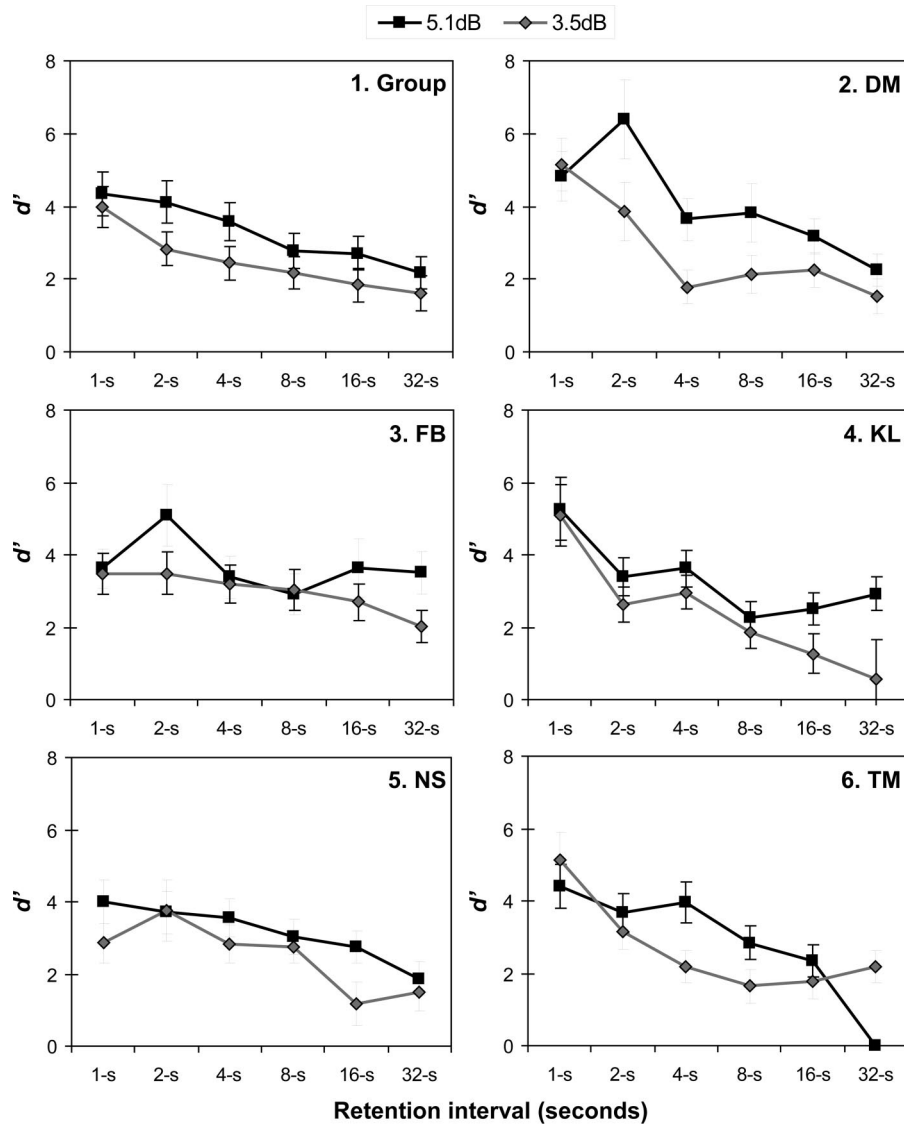 5.1dB 3.5dB
1. Group
2. DM
8
6
4
2
0
d’
1-s 2-s 4-s 8-s 16-s 32-s
8
6
4
2
0
d’
1-s 2-s 4-s 8-s 16-s 32-s
3. FB
4. KL
8
6
4
2
0
d’
1-s 2-s 4-s 8-s 16-s 32-s
8
6
4
2
0
d’
1-s 2-s 4-s 8-s 16-s 32-s
5. NS
6. TM
8
6
4
2
0
d’
1-s 2-s 4-s 8-s 16-s 32-s
8
6
4
2
0
d’
1-s 2-s 4-s 8-s 16-s 32-s
Retention interval (seconds)